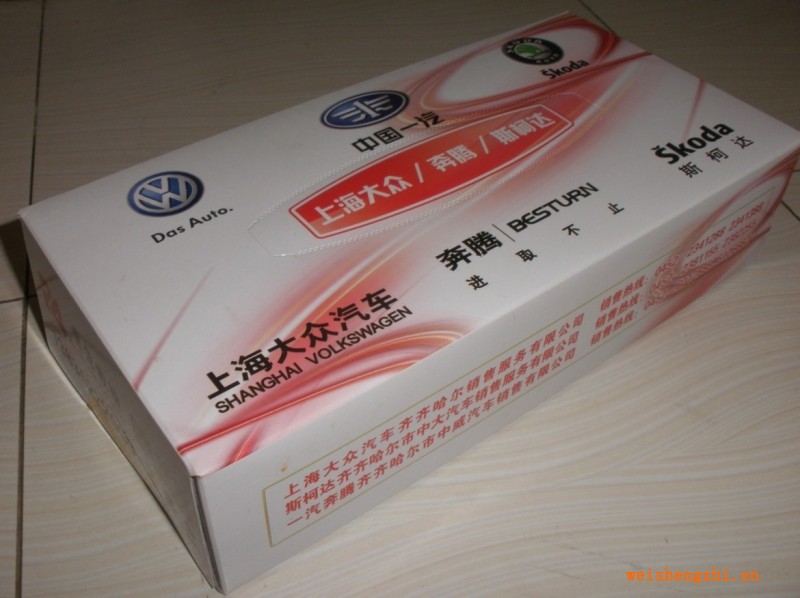 Škoda
中国一汽
上海大众/奔腾/斯柯达
Das Auto.
Škoda
斯柯达
奔腾|BESTURN
进取不止
上海大众汽车
SHANGHAI VOLKSWAGEN
上海大众汽车齐齐哈尔销售服务有限公司 销售热线
斯柯达齐齐哈尔市中大汽车销售服务有限公司 销售热线
一汽奔腾齐齐哈尔市中威汽车销售有限公司 销售热线
weishengzhi.cn